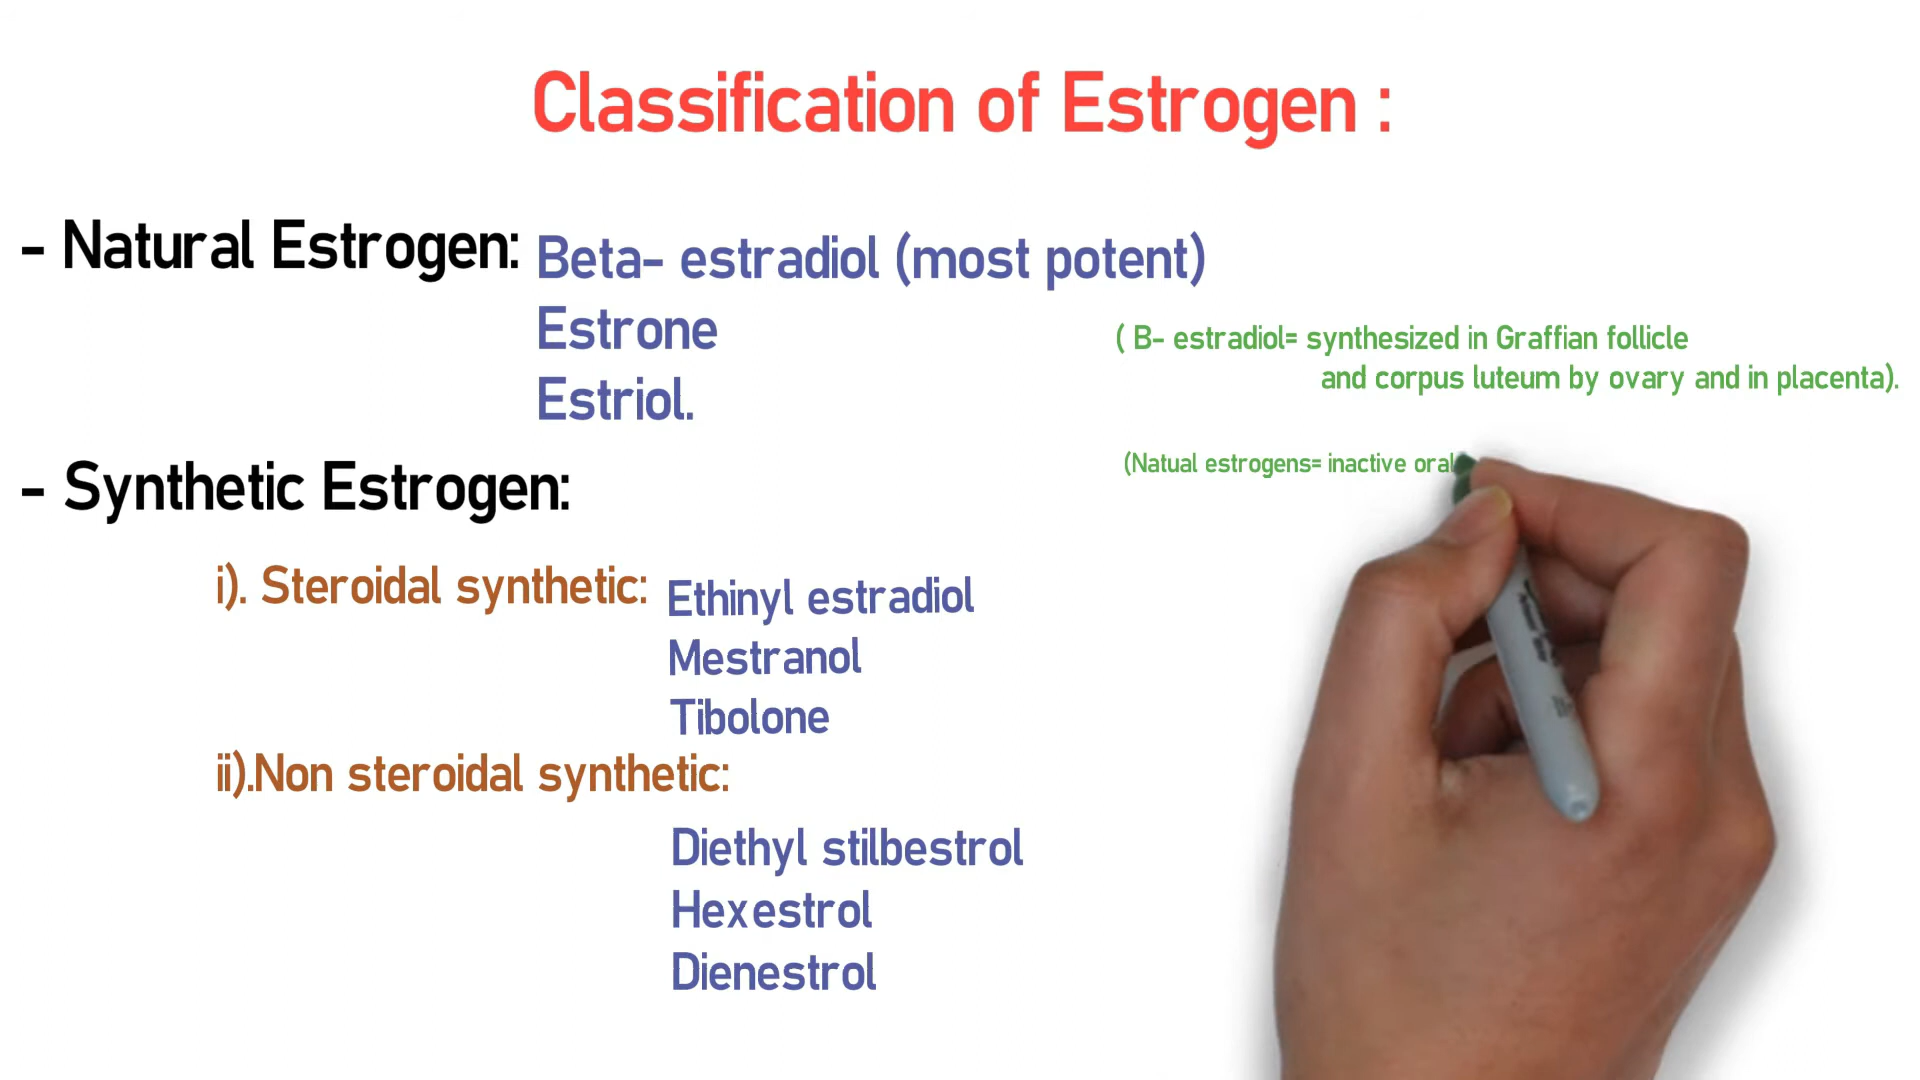 Classification of Estrogen :
- Natural Estrogen: Beta- estradiol (most potent)
Estrone
Estriol.
( B- estradiol= synthesized in Graffian follicle
and corpus luteum by ovary and in placenta).
(Natual estrogens= inactive oral
- Synthetic Estrogen:
i). Steroidal synthetic: Ethinyl estradiol
Mestranol
Tibolone
ii).Non steroidal synthetic:
Diethyl stilbestrol
Hexestrol
Dienestrol